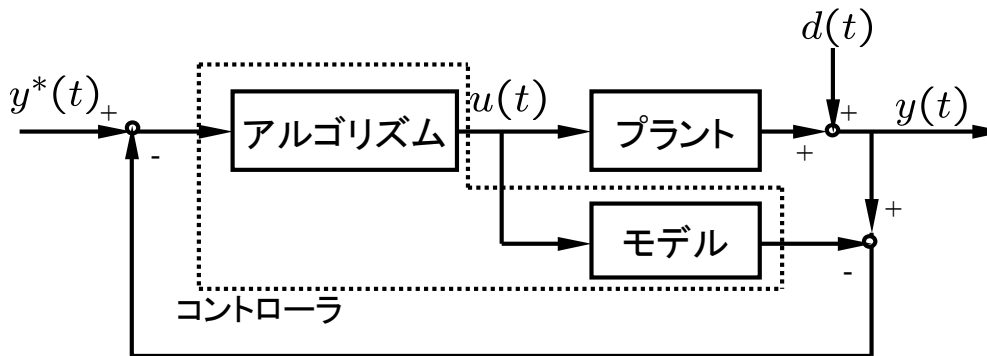 d(t)
y*(t)
+
-
アルゴリズム
u(t)
プラント
+
+
y(t)
モデル
+
-
コントローラ